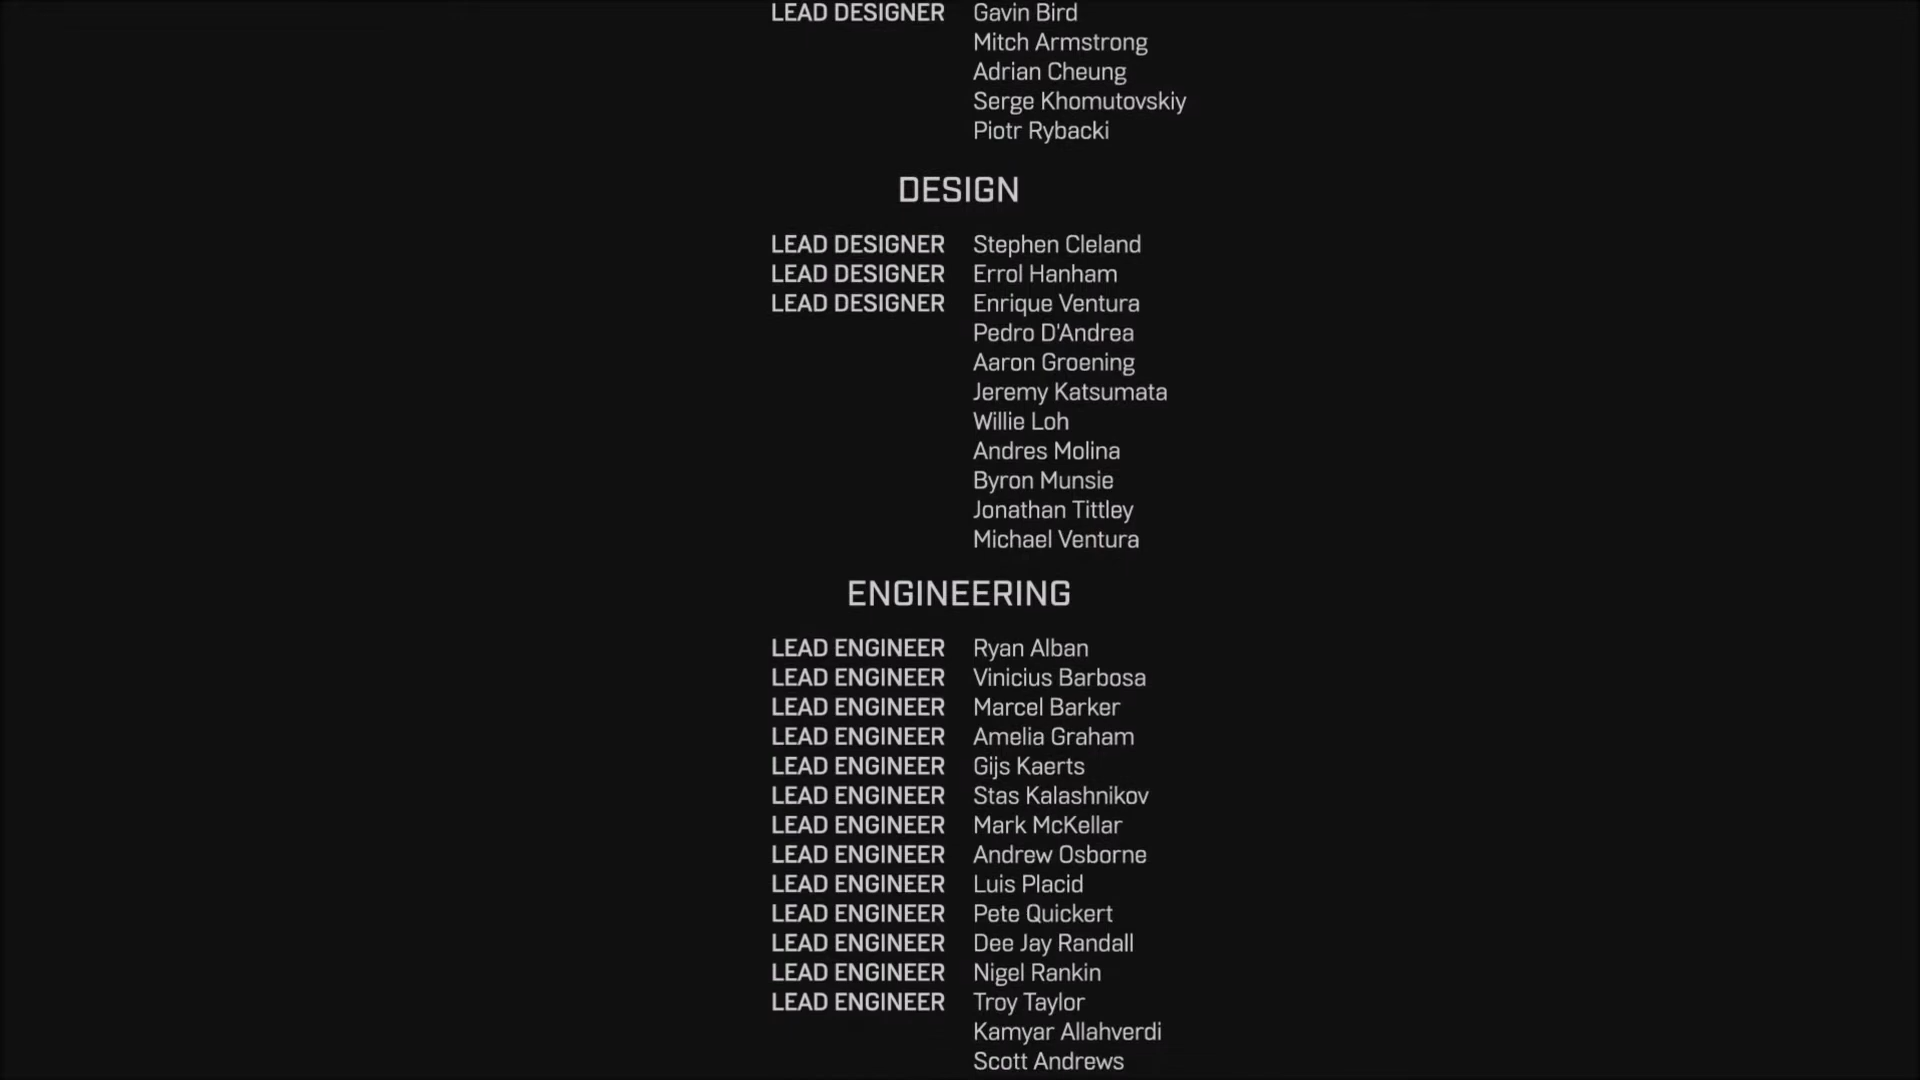 LEAD DESIGNER Gavin Bird
Mitch Armstrong
Adrian Cheung
Serge Khomutovskiy
Piotr Rybacki
DESIGN
LEAD DESIGNER Stephen Cleland
LEAD DESIGNER Errol Hanham
LEAD DESIGNER Enrique Ventura
Pedro D'Andrea
Aaron Groening
Jeremy Katsumata
Willie Loh
Andres Molina
Byron Munsie
Jonathan Tittley
Michael Ventura
ENGINEERING
LEAD ENGINEER Ryan Alban
LEAD ENGINEER Vinicius Barbosa
LEAD ENGINEER Marcel Barker
LEAD ENGINEER Amelia Graham
LEAD ENGINEER Gijs Kaerts
LEAD ENGINEER Stas Kalashnikov
LEAD ENGINEER Mark McKellar
LEAD ENGINEER Andrew Osborne
LEAD ENGINEER Luis Placid
LEAD ENGINEER Pete Quickert
LEAD ENGINEER Dee Jay Randall
LEAD ENGINEER Nigel Rankin
LEAD ENGINEER Troy Taylor
Kamyar Allahverdi
Scott Andrews